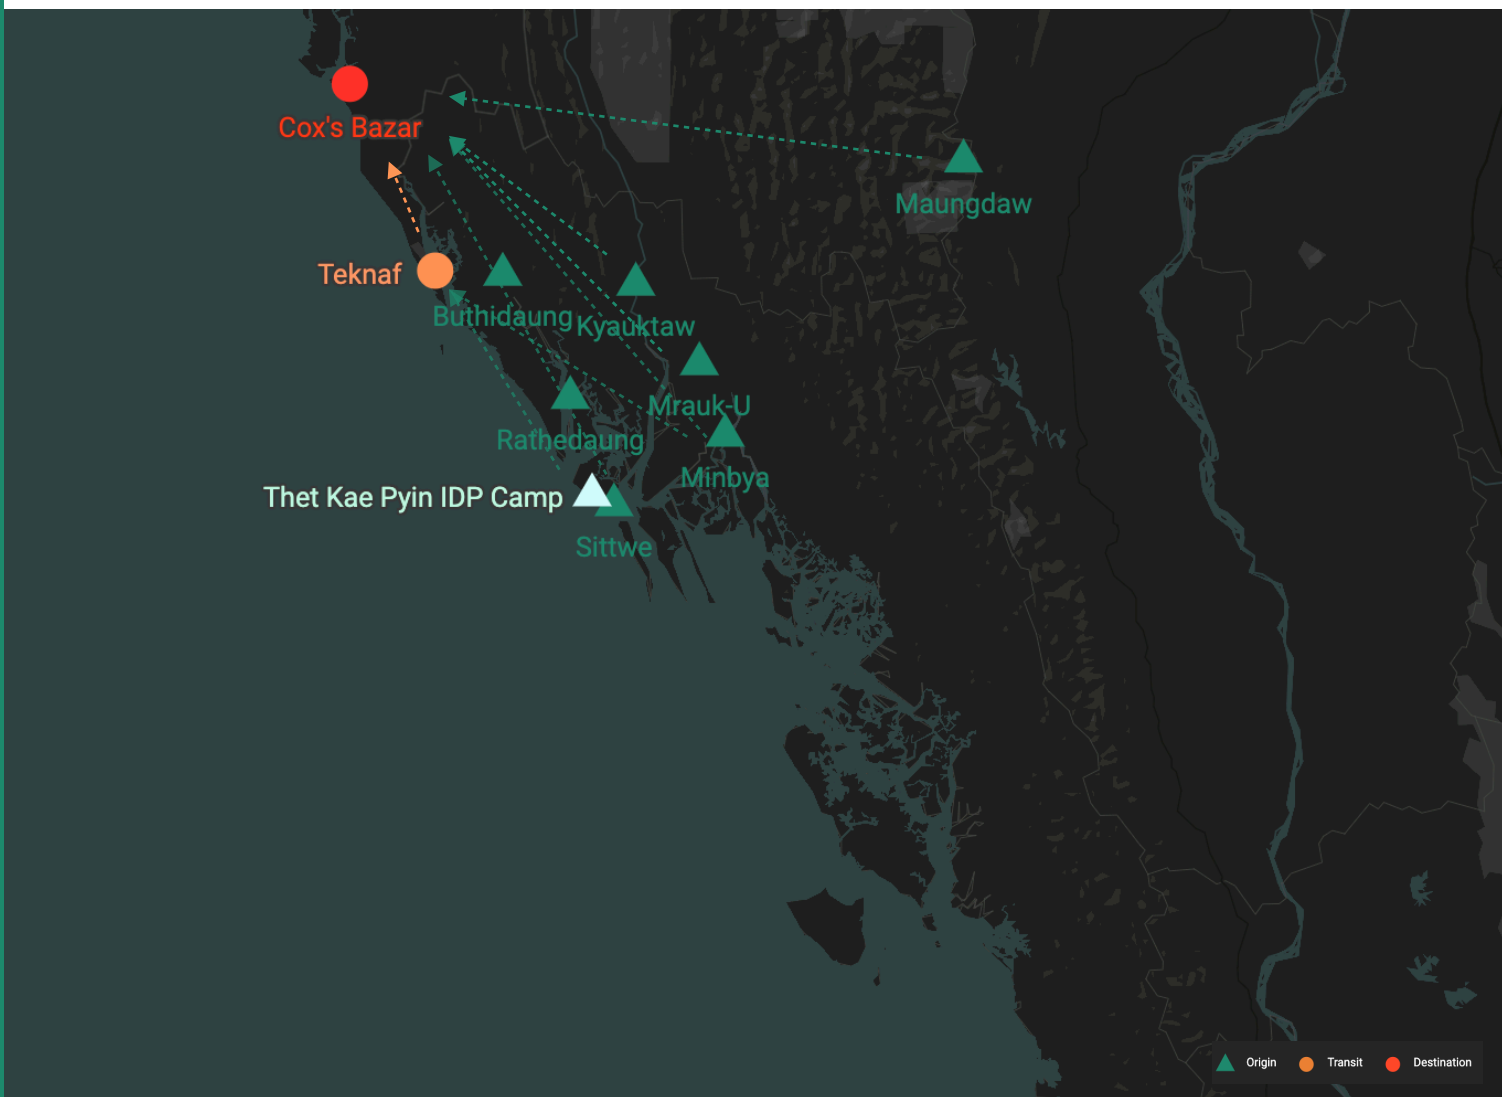 Cox's Bazar
Maungdaw
Teknaf
Buthidaung
Kyauktaw
Mrauk-U
Rathedaung
Minbya
Thet Kae Pyin IDP Camp
Sittwe
Origin
Transit
Destination